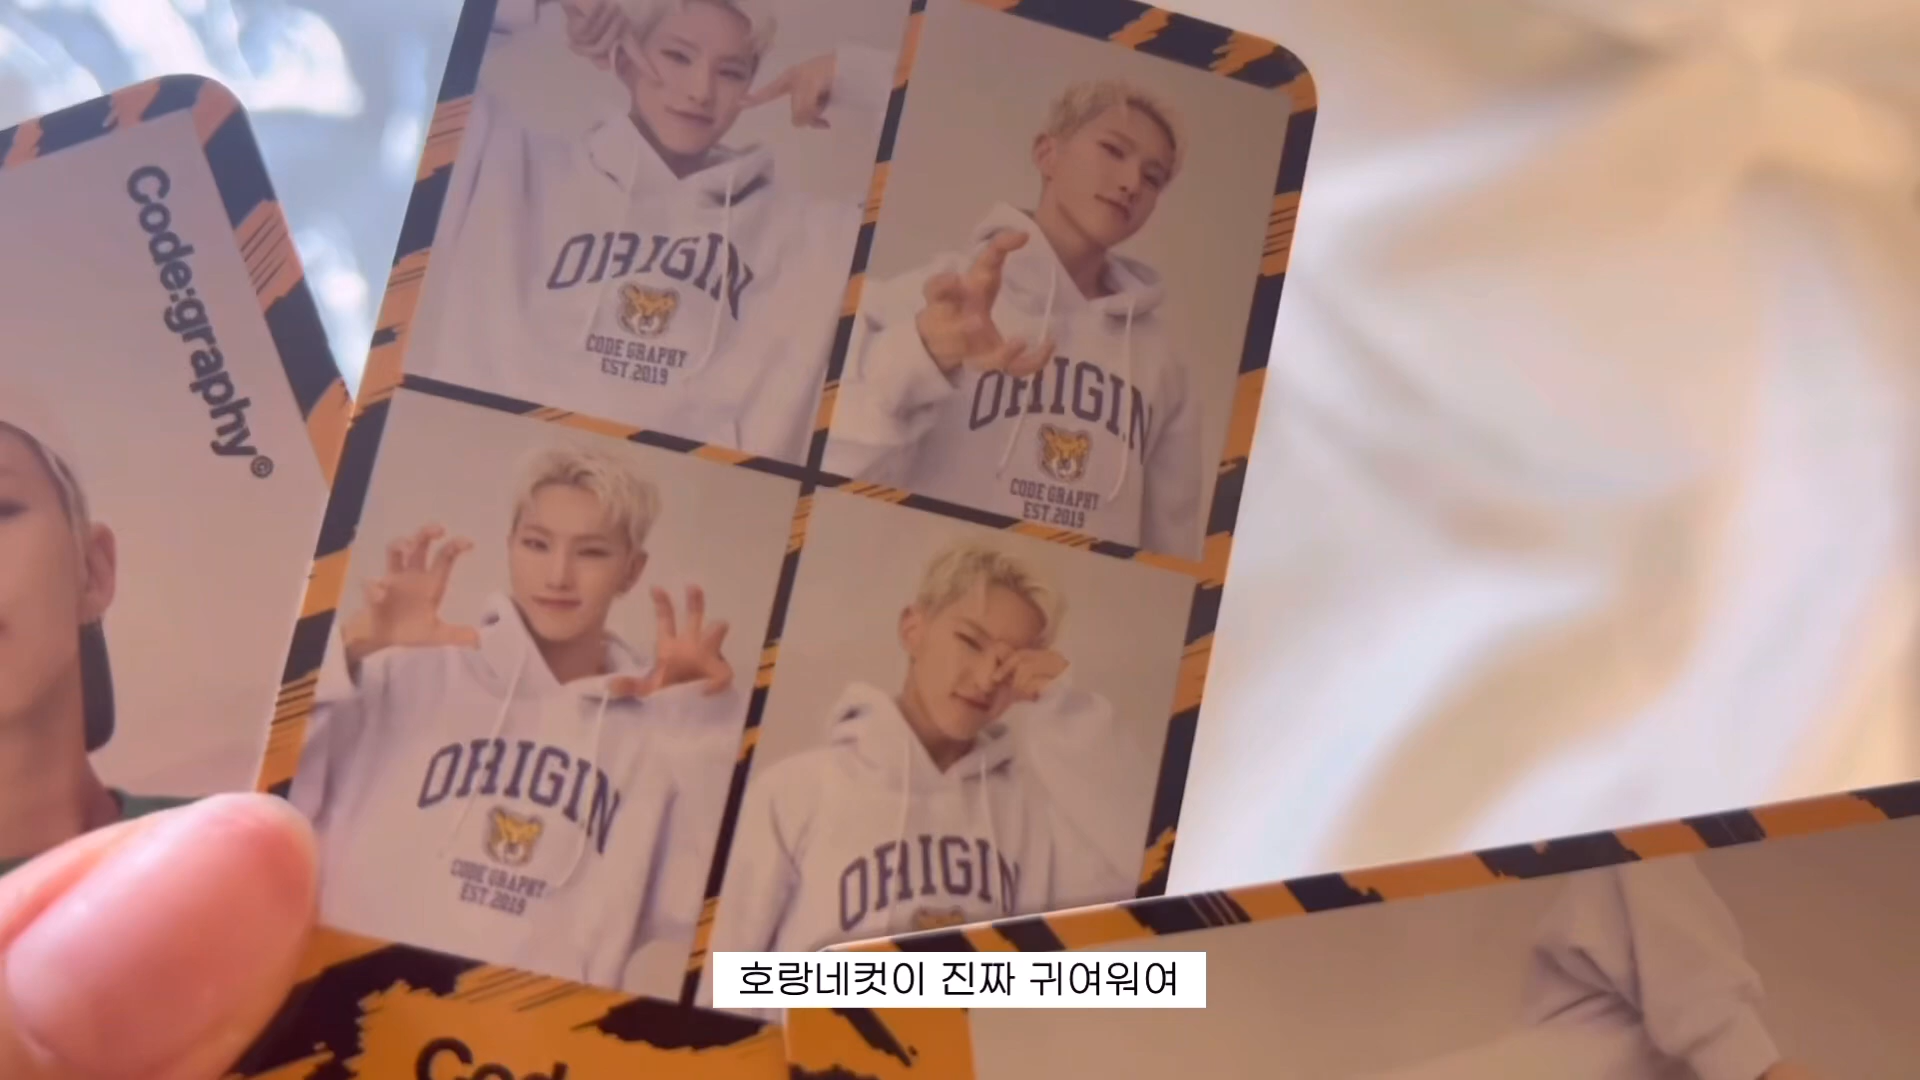 Code:graphy©
ORIGIN
CODE GRAPHY
EST.2019
ORIGIN
CODE GRAPHY
EST.2019
ORIGIN
CODE GRAPHY
EST.2019
ORIGIN
Cod
호랑네컷이 진짜 귀여워여